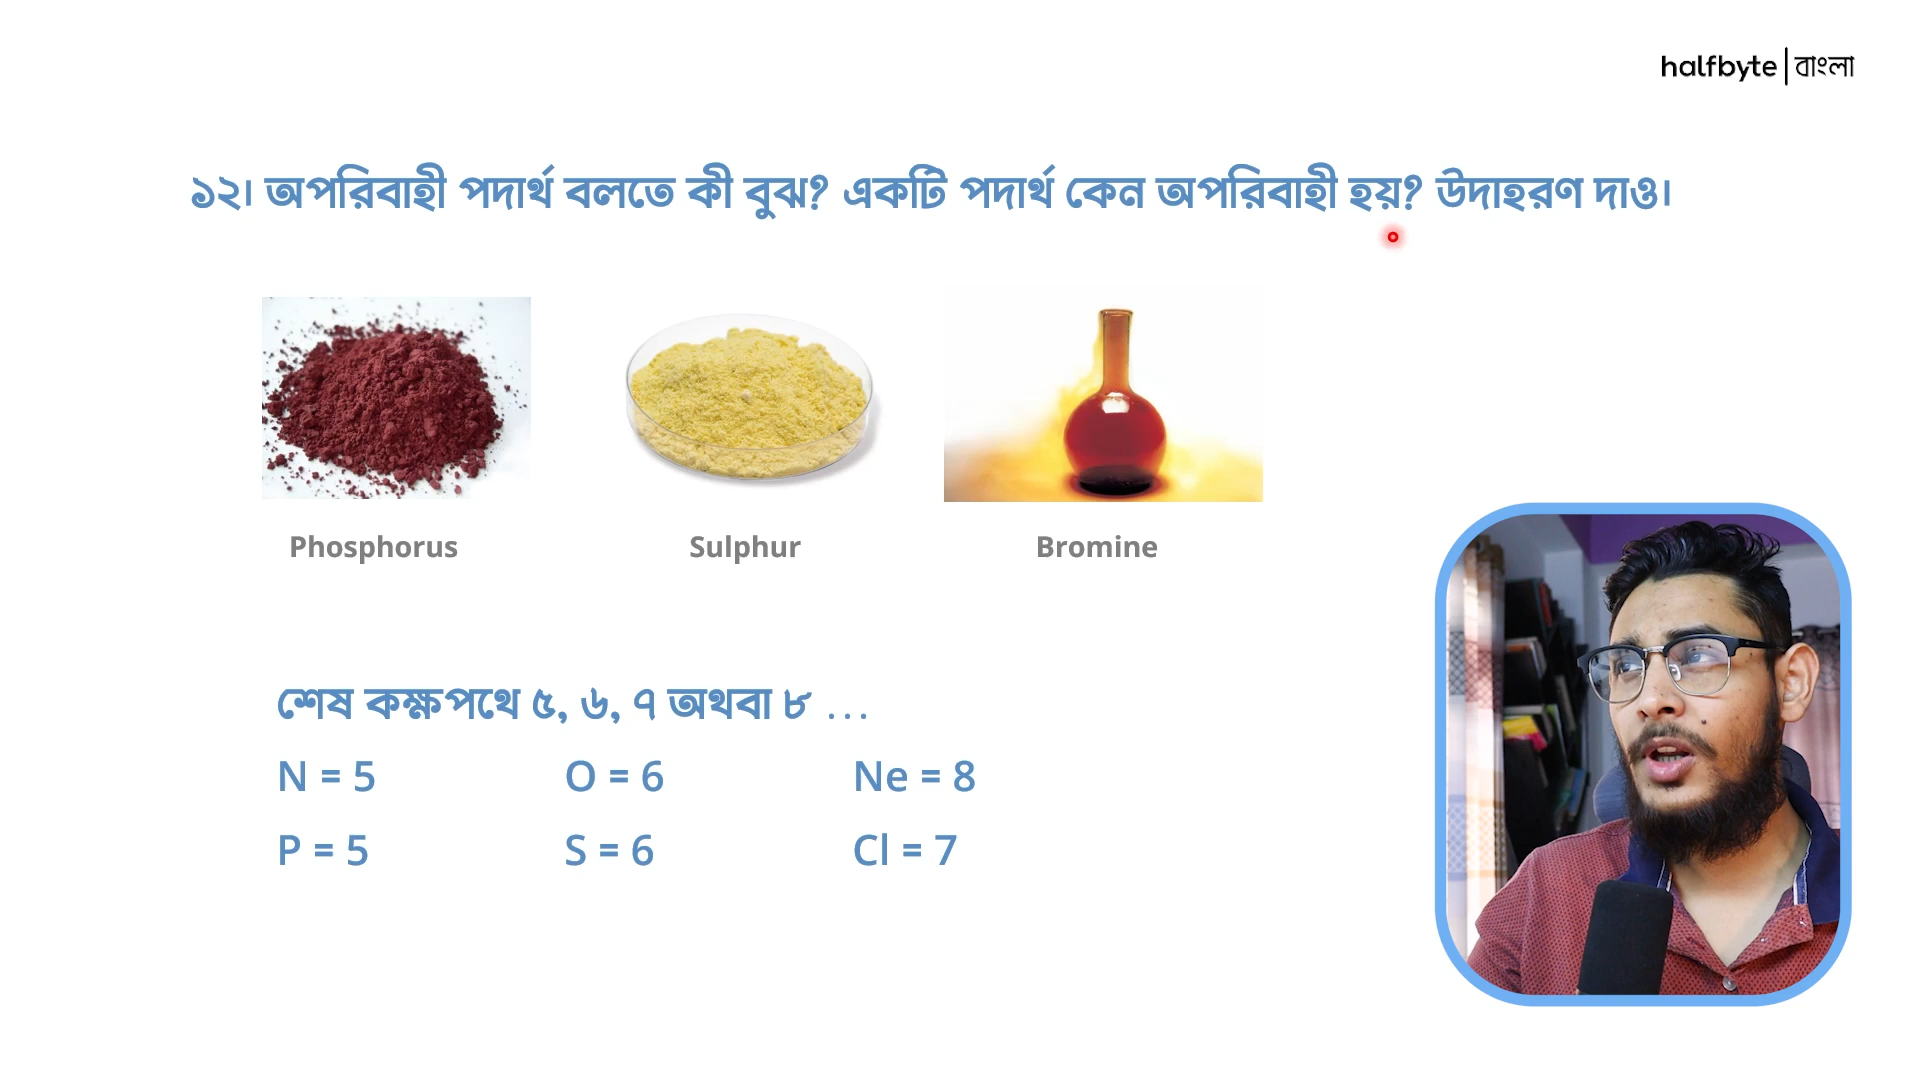 halfbyte|বাংলা
১২। অপরিবাহী পদার্থ বলতে কী বুঝ? একটি পদার্থ কেন অপরিবাহী হয়? উদাহরণ দাও।
Phosphorus Sulphur Bromine
শেষ কক্ষপথে ৫, ৬, ৭ অথবা ৮ ...
N = 5 O = 6 Ne = 8
P = 5 S = 6 Cl = 7